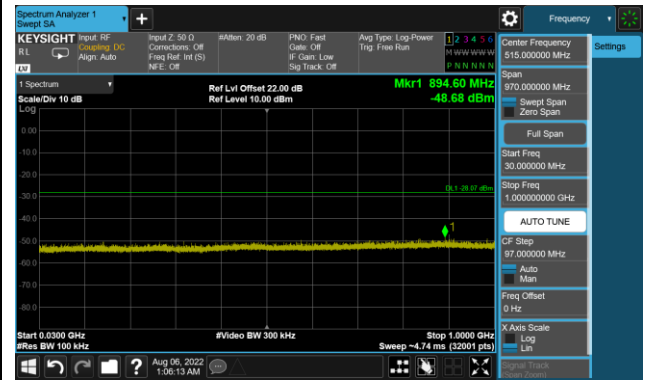 Spectrum Analyzer 1
Swept SA
Frequency
KEYSIGHT
RL
Input: RF
Coupling: DC
Align: Auto
Input Z: 50 Ω
Corrections: Off
Freq Ref: Int (S)
NFE: Off
#Atten: 20 dB
PNO: Fast
Gate: Off
IF Gain: Low
Sig Track: Off
Avg Type: Log-Power
Trig: Free Run
1 2 3 4 5 6
M W W W W W
P N N N N N
LXI
1 Spectrum
Scale/Div 10 dB
Log
Ref Lvl Offset 22.00 dB
Ref Level 10.00 dBm
Mkr1 894.60 MHz
-48.68 dBm
0.00
-10.0
-20.0
-30.0
-40.0
-50.0
-60.0
-70.0
-80.0
DL1 -28.07 dBm
1
Start 0.0300 GHz
#Res BW 100 kHz
#Video BW 300 kHz
Stop 1.0000 GHz
Sweep ~4.74 ms (32001 pts)
Aug 06, 2022
1:06:13 AM
Center Frequency
515.000000 MHz
Settings
Span
970.000000 MHz
Swept Span
Zero Span
Full Span
Start Freq
30.000000 MHz
Stop Freq
1.000000000 GHz
AUTO TUNE
CF Step
97.000000 MHz
Auto
Man
Freq Offset
0 Hz
X Axis Scale
Log
Lin
Signal Track
(Span Zoom)